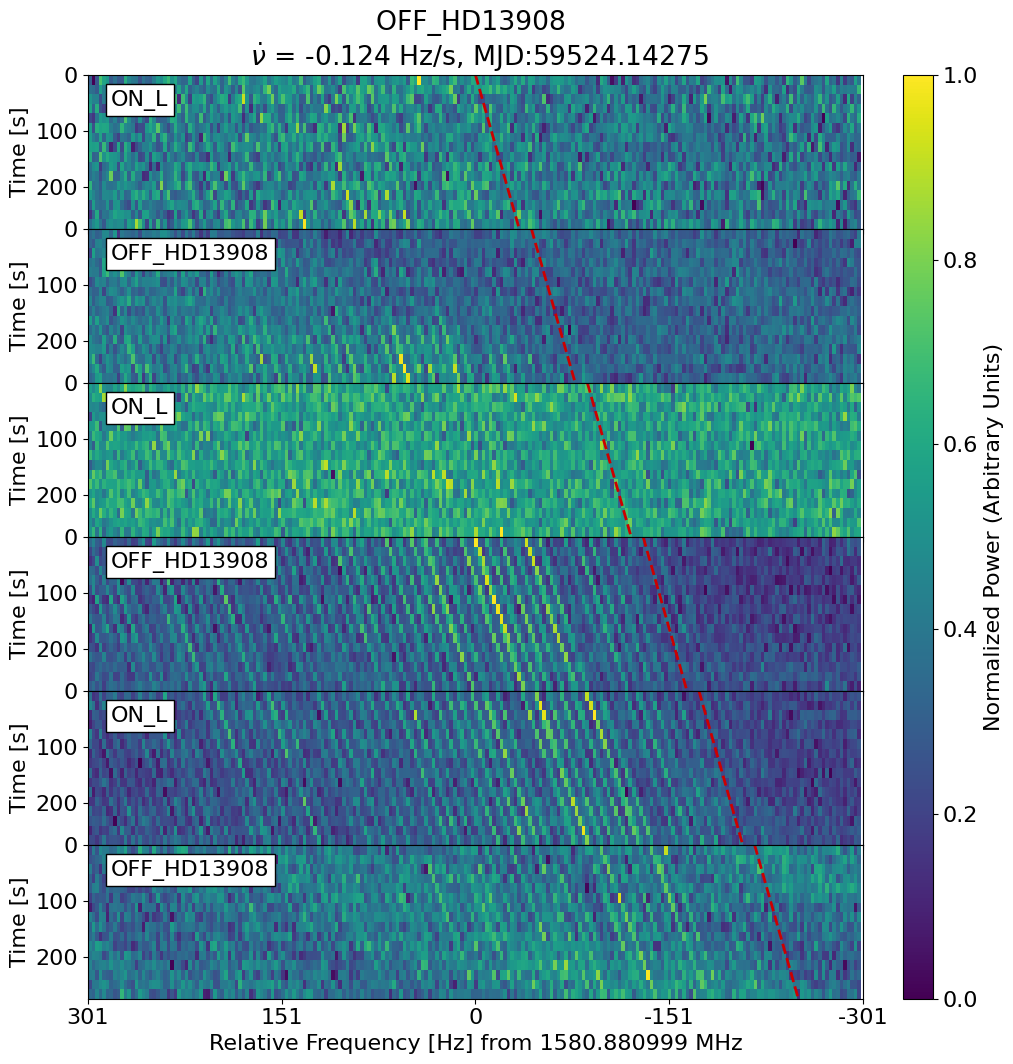 OFF_HD13908
ν̇ = -0.124 Hz/s, MJD:59524.14275
0
ON_L
100
200
Time [s]
0
OFF_HD13908
100
200
Time [s]
0
ON_L
100
200
Time [s]
0
OFF_HD13908
100
200
Time [s]
0
ON_L
100
200
Time [s]
0
OFF_HD13908
100
200
Time [s]
301 151 0 -151 -301
Relative Frequency [Hz] from 1580.880999 MHz
1.0
0.8
0.6
0.4
0.2
0.0
Normalized Power (Arbitrary Units)